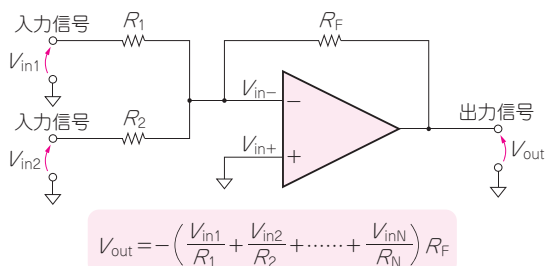 入力信号
R1
RF
Vin1
Vin−
−
入力信号
R2
出力信号
Vin+
+
Vin2
Vout
Vout=−(Vin1/R1+Vin2/R2+……+VinN/RN)RF